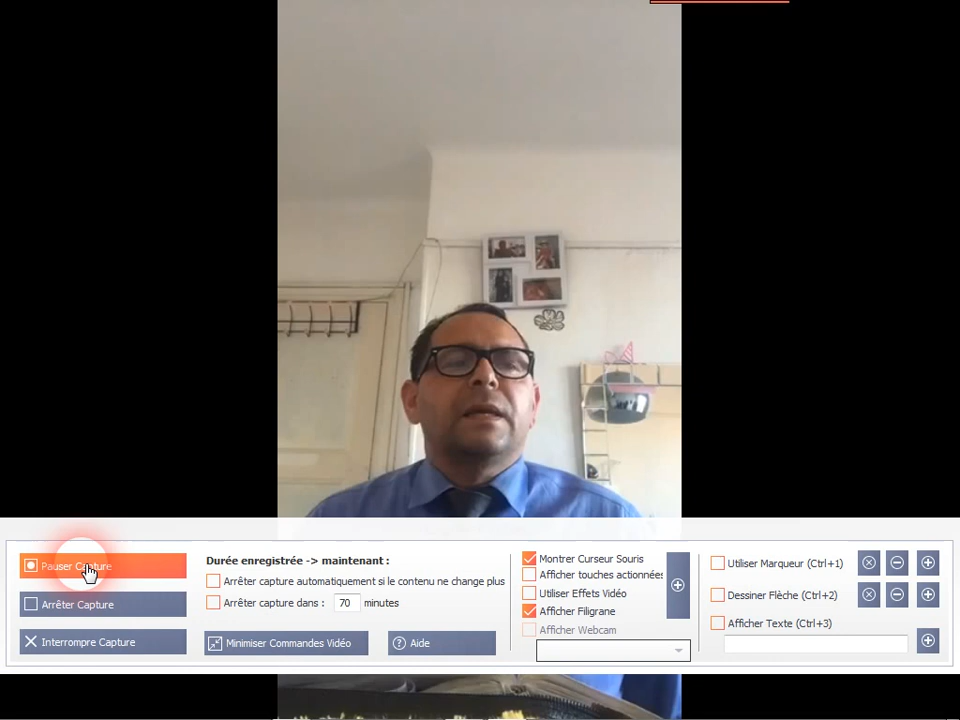 Pauser Capture
Arrêter Capture
Interrompre Capture
Durée enregistrée -> maintenant :
Arrêter capture automatiquement si le contenu ne change plus
Arrêter capture dans : 70 minutes
Minimiser Commandes Vidéo
Aide
Montrer Curseur Souris
Afficher touches actionnées
Utiliser Effets Vidéo
Afficher Filigrane
Afficher Webcam
Utiliser Marqueur (Ctrl+1)
Dessiner Flèche (Ctrl+2)
Afficher Texte (Ctrl+3)